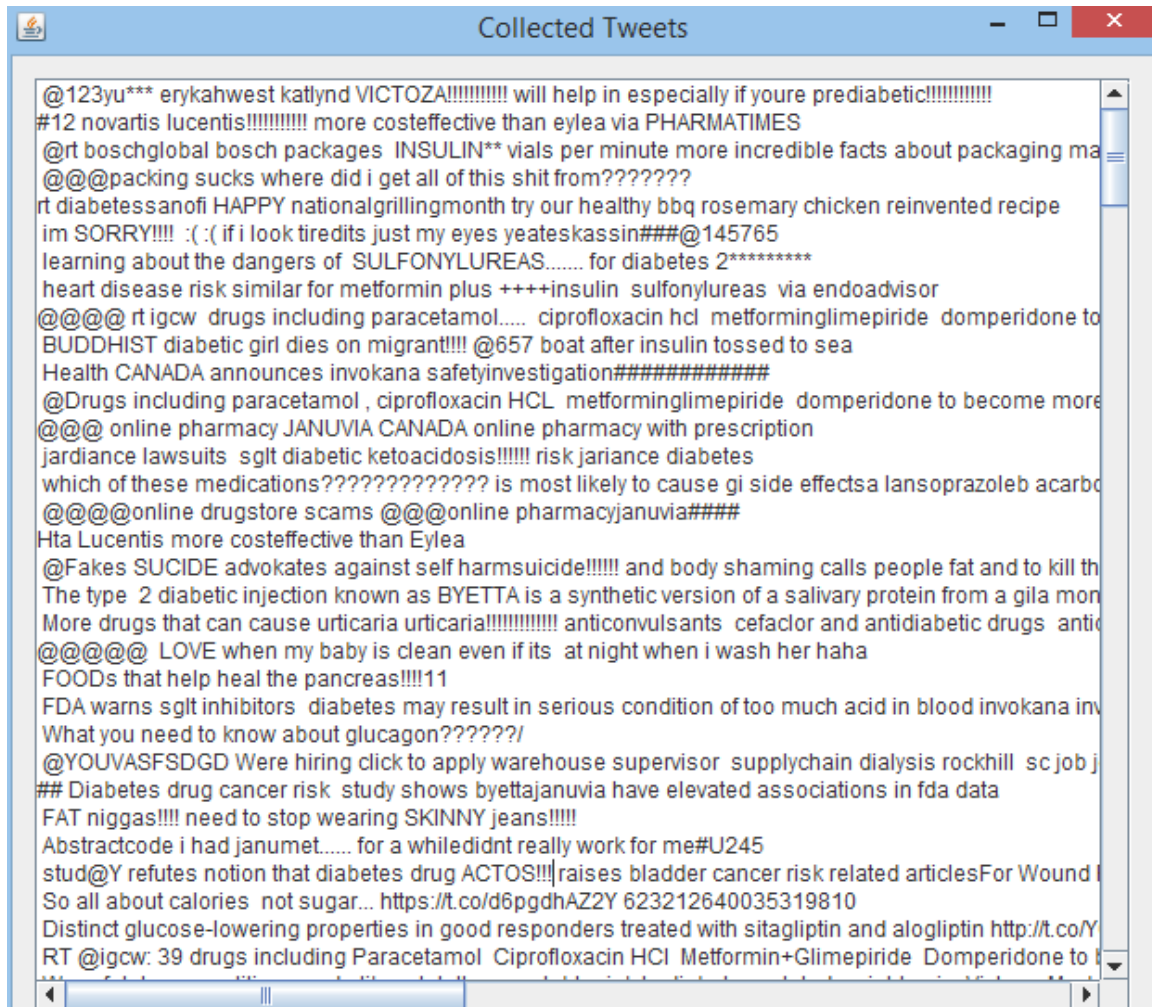 Collected Tweets
@123yu*** erykahwest katlynd VICTOZA!!!!!!!!!!! will help in especially if youre prediabetic!!!!!!!!!!!!
#12 novartis lucentis!!!!!!!!!!! more costeffective than eylea via PHARMATIMES
@rt boschglobal bosch packages INSULIN** vials per minute more incredible facts about packaging ma
@@@packing sucks where did i get all of this shit from???????
rt diabetessanofi HAPPY nationalgrillingmonth try our healthy bbq rosemary chicken reinvented recipe
im SORRY!!!! :( :( if i look tiredits just my eyes yeateskassin###@145765
learning about the dangers of SULFONYLUREAS....... for diabetes 2*********
heart disease risk similar for metformin plus ++++insulin sulfonylureas via endoadvisor
@@@@ rt igcw drugs including paracetamol..... ciprofloxacin hcl metforminglimepiride domperidone to
BUDDHIST diabetic girl dies on migrant!!!! @657 boat after insulin tossed to sea
Health CANADA announces invokana safetyinvestigation############
@Drugs including paracetamol , ciprofloxacin HCL metforminglimepiride domperidone to become more
@@@ online pharmacy JANUVIA CANADA online pharmacy with prescription
jardiance lawsuits sglt diabetic ketoacidosis!!!!!! risk jariance diabetes
which of these medications????????????? is most likely to cause gi side effectsa lansoprazoleb acarbo
@@@@online drugstore scams @@@online pharmacyjanuvia####
Hta Lucentis more costeffective than Eylea
@Fakes SUCIDE advokates against self harmsuicide!!!!!! and body shaming calls people fat and to kill th
The type 2 diabetic injection known as BYETTA is a synthetic version of a salivary protein from a gila mon
More drugs that can cause urticaria urticaria!!!!!!!!!!!!! anticonvulsants cefaclor and antidiabetic drugs antic
@@@@@ LOVE when my baby is clean even if its at night when i wash her haha
FOODs that help heal the pancreas!!!!11
FDA warns sglt inhibitors diabetes may result in serious condition of too much acid in blood invokana inv
What you need to know about glucagon??????/
@YOUVASFSDGD Were hiring click to apply warehouse supervisor supplychain dialysis rockhill sc job j
## Diabetes drug cancer risk study shows byettajanuvia have elevated associations in fda data
FAT niggas!!!! need to stop wearing SKINNY jeans!!!!!
Abstractcode i had janumet...... for a whiledidnt really work for me#U245
stud@Y refutes notion that diabetes drug ACTOS!!! raises bladder cancer risk related articlesFor Wound
So all about calories not sugar... https://t.co/d6pgdhAZ2Y 623212640035319810
Distinct glucose-lowering properties in good responders treated with sitagliptin and alogliptin http://t.co/Y
RT @igcw: 39 drugs including Paracetamol Ciprofloxacin HCl Metformin+Glimepiride Domperidone to